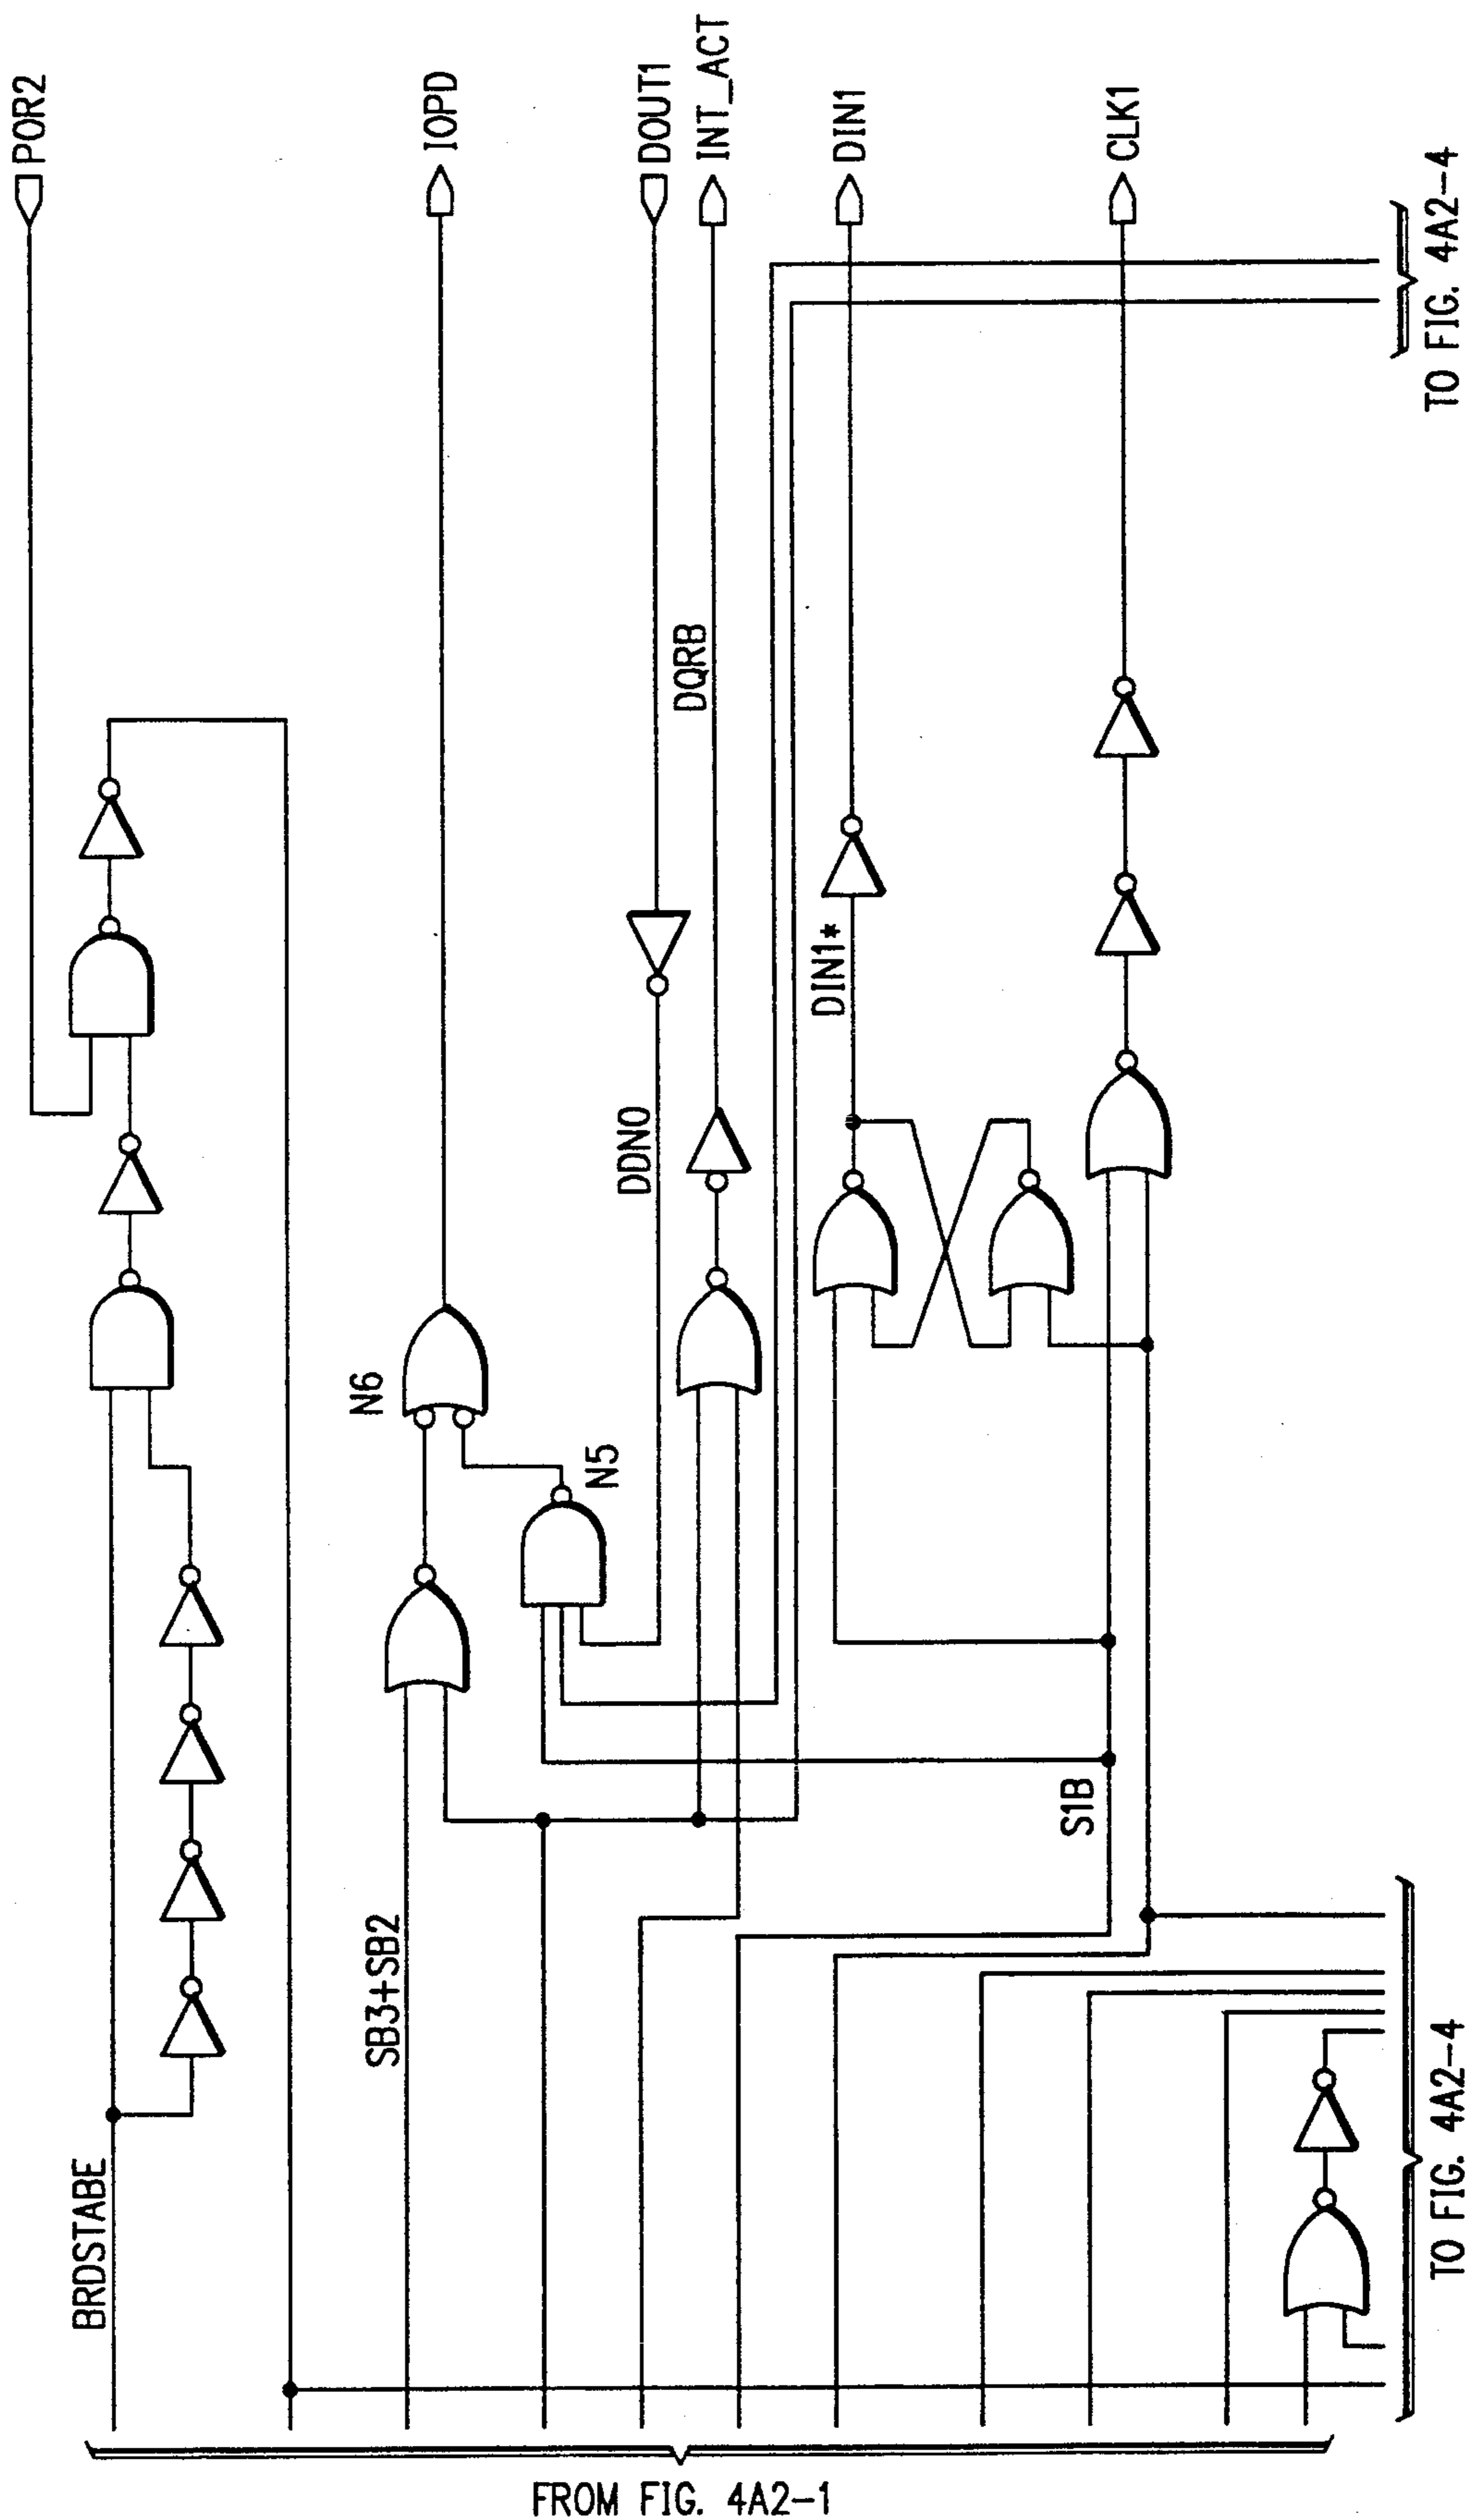 POR2
BRDSTABE
IOPD
N6
SB3+SB2
N5
DOUT1
DDNO
INT_ACT
DQRB
DIN1
DIN1*
CLK1
S1B
FROM FIG. 4A2-1
TO FIG. 4A2-4
TO FIG. 4A2-4